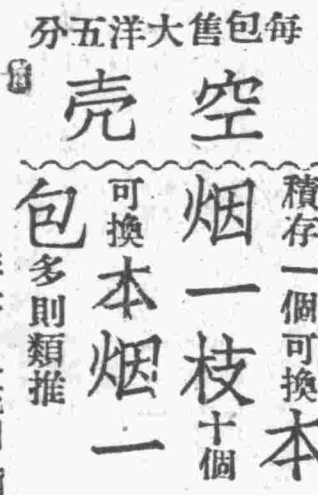 每包售大洋五分
空壳
積存一個可換本
烟一枝十個
可換本烟一
包多則類推